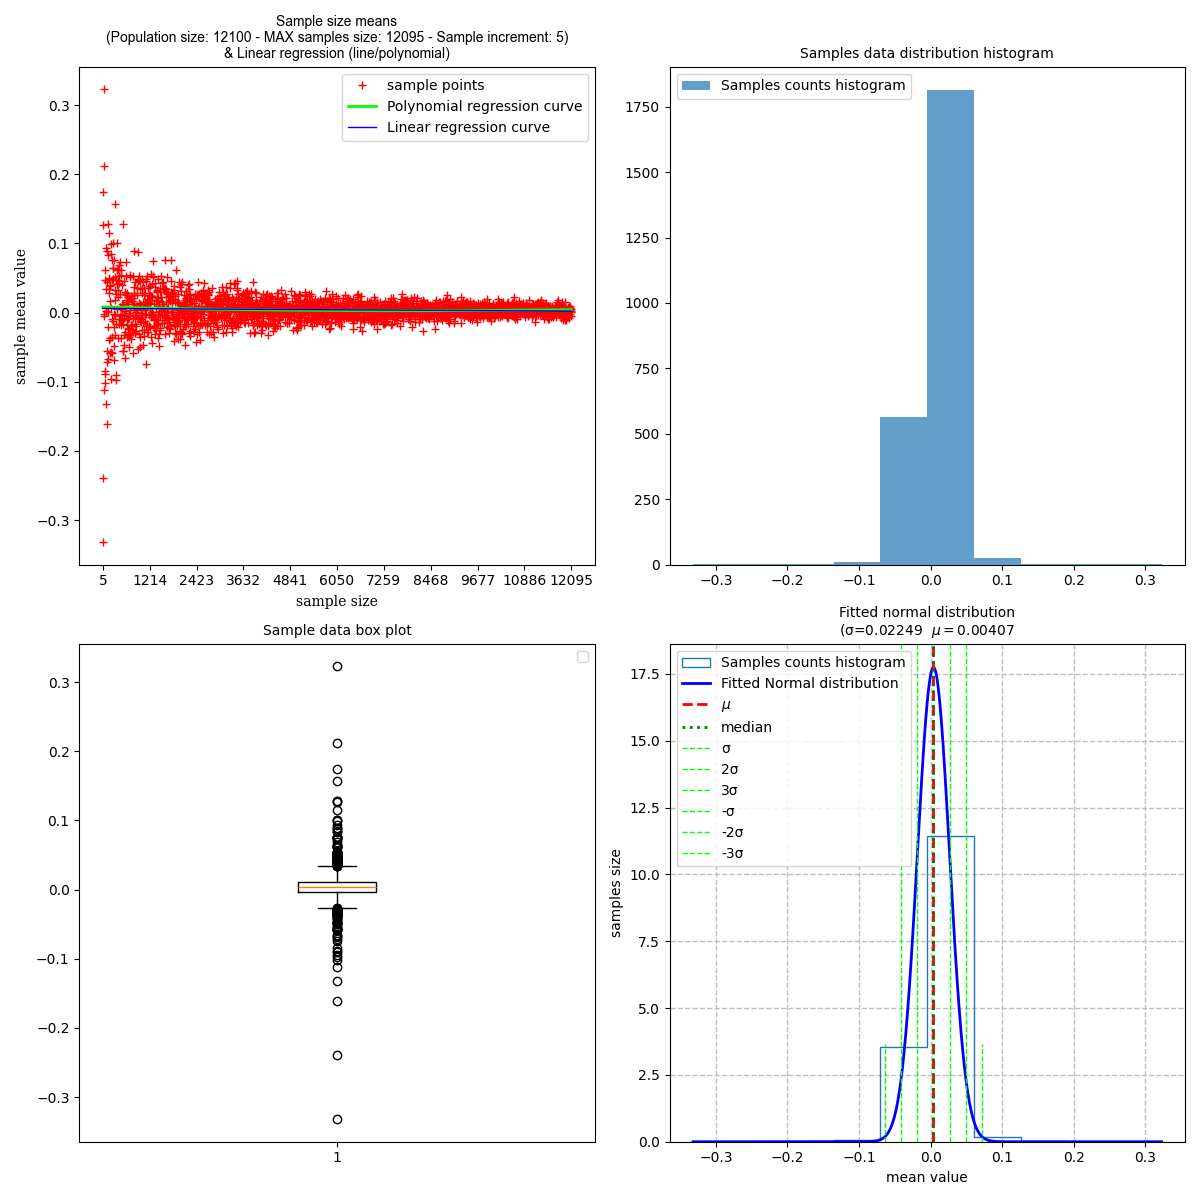 Sample size means
(Population size: 12100 - MAX samples size: 12095 - Sample increment: 5)
& Linear regression (line/polynomial)
sample points
Polynomial regression curve
Linear regression curve
0.3
0.2
0.1
0.0
−0.1
−0.2
−0.3
sample mean value
5 1214 2423 3632 4841 6050 7259 8468 9677 10886 12095
sample size
Samples data distribution histogram
Samples counts histogram
1750
1500
1250
1000
750
500
250
0
−0.3 −0.2 −0.1 0.0 0.1 0.2 0.3
Sample data box plot
0.3
0.2
0.1
0.0
−0.1
−0.2
−0.3
1
Fitted normal distribution
(σ=0.02249 μ = 0.00407
Samples counts histogram
Fitted Normal distribution
μ
median
σ
2σ
3σ
-σ
-2σ
-3σ
17.5
15.0
12.5
10.0
7.5
5.0
2.5
0.0
samples size
−0.3 −0.2 −0.1 0.0 0.1 0.2 0.3
mean value